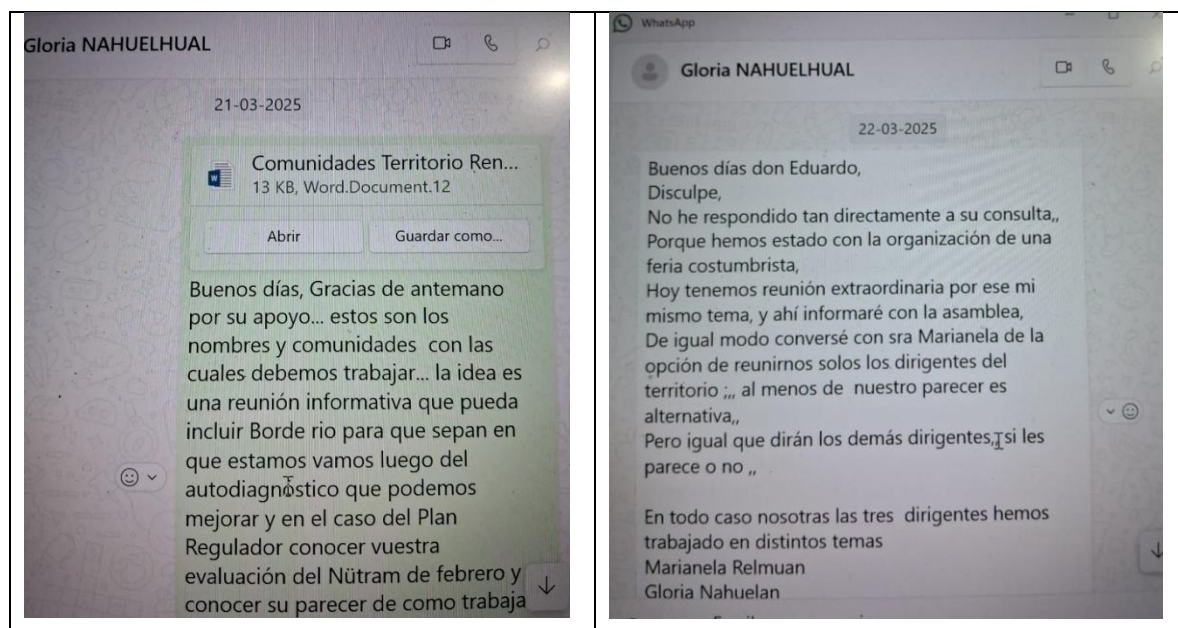 Gloria NAHUELHUAL
21-03-2025
Comunidades Territorio Ren...
13 KB, Word.Document.12
Abrir
Guardar como...
Buenos días, Gracias de antemano
por su apoyo... estos son los
nombres y comunidades con las
cuales debemos trabajar... la idea es
una reunión informativa que pueda
incluir Borde rio para que sepan en
que estamos vamos luego del
autodiagnóstico que podemos
mejorar y en el caso del Plan
Regulador conocer vuestra
evaluación del Nütram de febrero y
conocer su parecer de como trabaja
WhatsApp
Gloria NAHUELHUAL
22-03-2025
Buenos días don Eduardo,
Disculpe,
No he respondido tan directamente a su consulta,,
Porque hemos estado con la organización de una
feria costumbrista,
Hoy tenemos reunión extraordinaria por ese mi
mismo tema, y ahí informaré con la asamblea,
De igual modo conversé con sra Marianela de la
opción de reunirnos solos los dirigentes del
territorio ;,, al menos de nuestro parecer es
alternativa,,
Pero igual que dirán los demás dirigentes, si les
parece o no ,,
En todo caso nosotras las tres dirigentes hemos
trabajado en distintos temas
Marianela Relmuan
Gloria Nahuelan